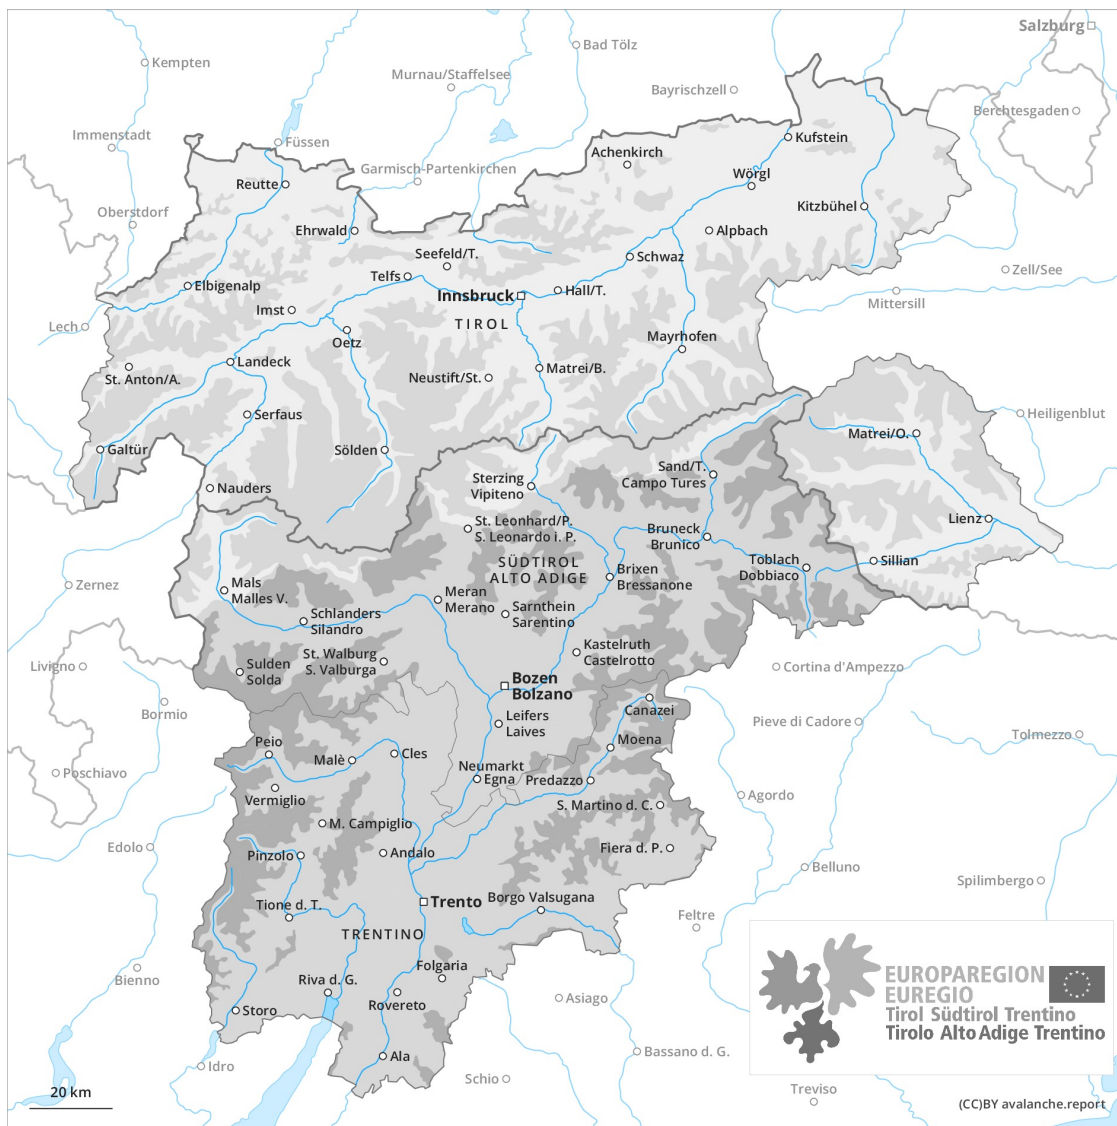 Salzburg
Bad Tölz
Kempten
Murnau/Staffelsee
Bayrischzell
Berchtesgaden
Immenstadt
Füssen
Kufstein
Achenkirch
Garmisch-Partenkirchen
Wörgl
Reutte
Kitzbühel
Oberstdorf
Ehrwald
Alpbach
Seefeld/T.
Schwaz
Zell/See
Telfs
Elbigenalp
Hall/T.
Innsbruck
Mittersill
Imst
TIROL
Lech
Oetz
Mayrhofen
Landeck
Matrei/B.
St. Anton/A.
Neustift/St.
Serfaus
Heiligenblut
Matrei/O.
Galtür
Sölden
Sand/T.
Campo Tures
Sterzing
Vipiteno
Nauders
Lienz
St. Leonhard/P.
S. Leonardo i. P.
Bruneck
Brunico
SÜDTIROL
ALTO ADIGE
Toblach
Dobbiaco
Sillian
Brixen
Bressanone
Zernez
Mals
Malles V.
Meran
Merano
Schlanders
Silandro
Sarnthein
Sarentino
Kastelruth
Castelrotto
St. Walburg
S. Valburga
Livigno
Sulden
Solda
Cortina d'Ampezzo
Bozen
Bolzano
Bormio
Canazei
Leifers
Laives
Pieve di Cadore
Tolmezzo
Peio
Moena
Malè
Cles
Poschiavo
Neumarkt
Egna
Predazzo
Vermiglio
S. Martino d. C.
Agordo
M. Campiglio
Edolo
Pinzolo
Andalo
Fiera d. P.
Belluno
Spilimbergo
Tione d. T.
Trento
Borgo Valsugana
Feltre
TRENTINO
Bienno
Folgaria
Riva d. G.
Rovereto
Asiago
Storo
EUROPAREGION
EUREGIO
Tirol Südtirol Trentino
Tirolo Alto Adige Trentino
Ala
Bassano d. G.
Idro
Schio
20 km
Treviso
(CC)BY avalanche.report